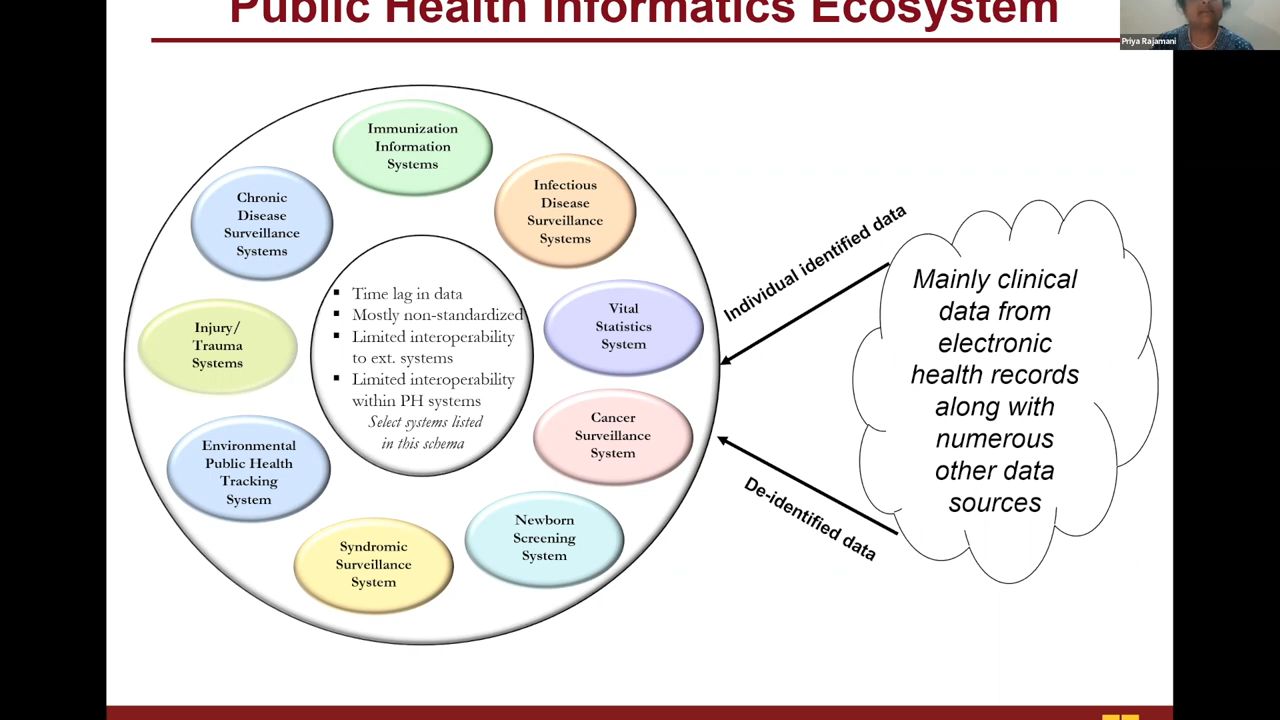 Public Health Informatics Ecosystem
Priya Rajamani
Immunization
Information
Systems
Infectious
Disease
Surveillance
Systems
Chronic
Disease
Surveillance
Systems
Vital
Statistics
System
Injury/
Trauma
Systems
Cancer
Surveillance
System
Environmental
Public Health
Tracking
System
Newborn
Screening
System
Syndromic
Surveillance
System
▪ Time lag in data
▪ Mostly non-standardized
▪ Limited interoperability
to ext. systems
▪ Limited interoperability
within PH systems
Select systems listed
in this schema
Individual identified data
De-identified data
Mainly clinical
data from
electronic
health records
along with
numerous
other data
sources